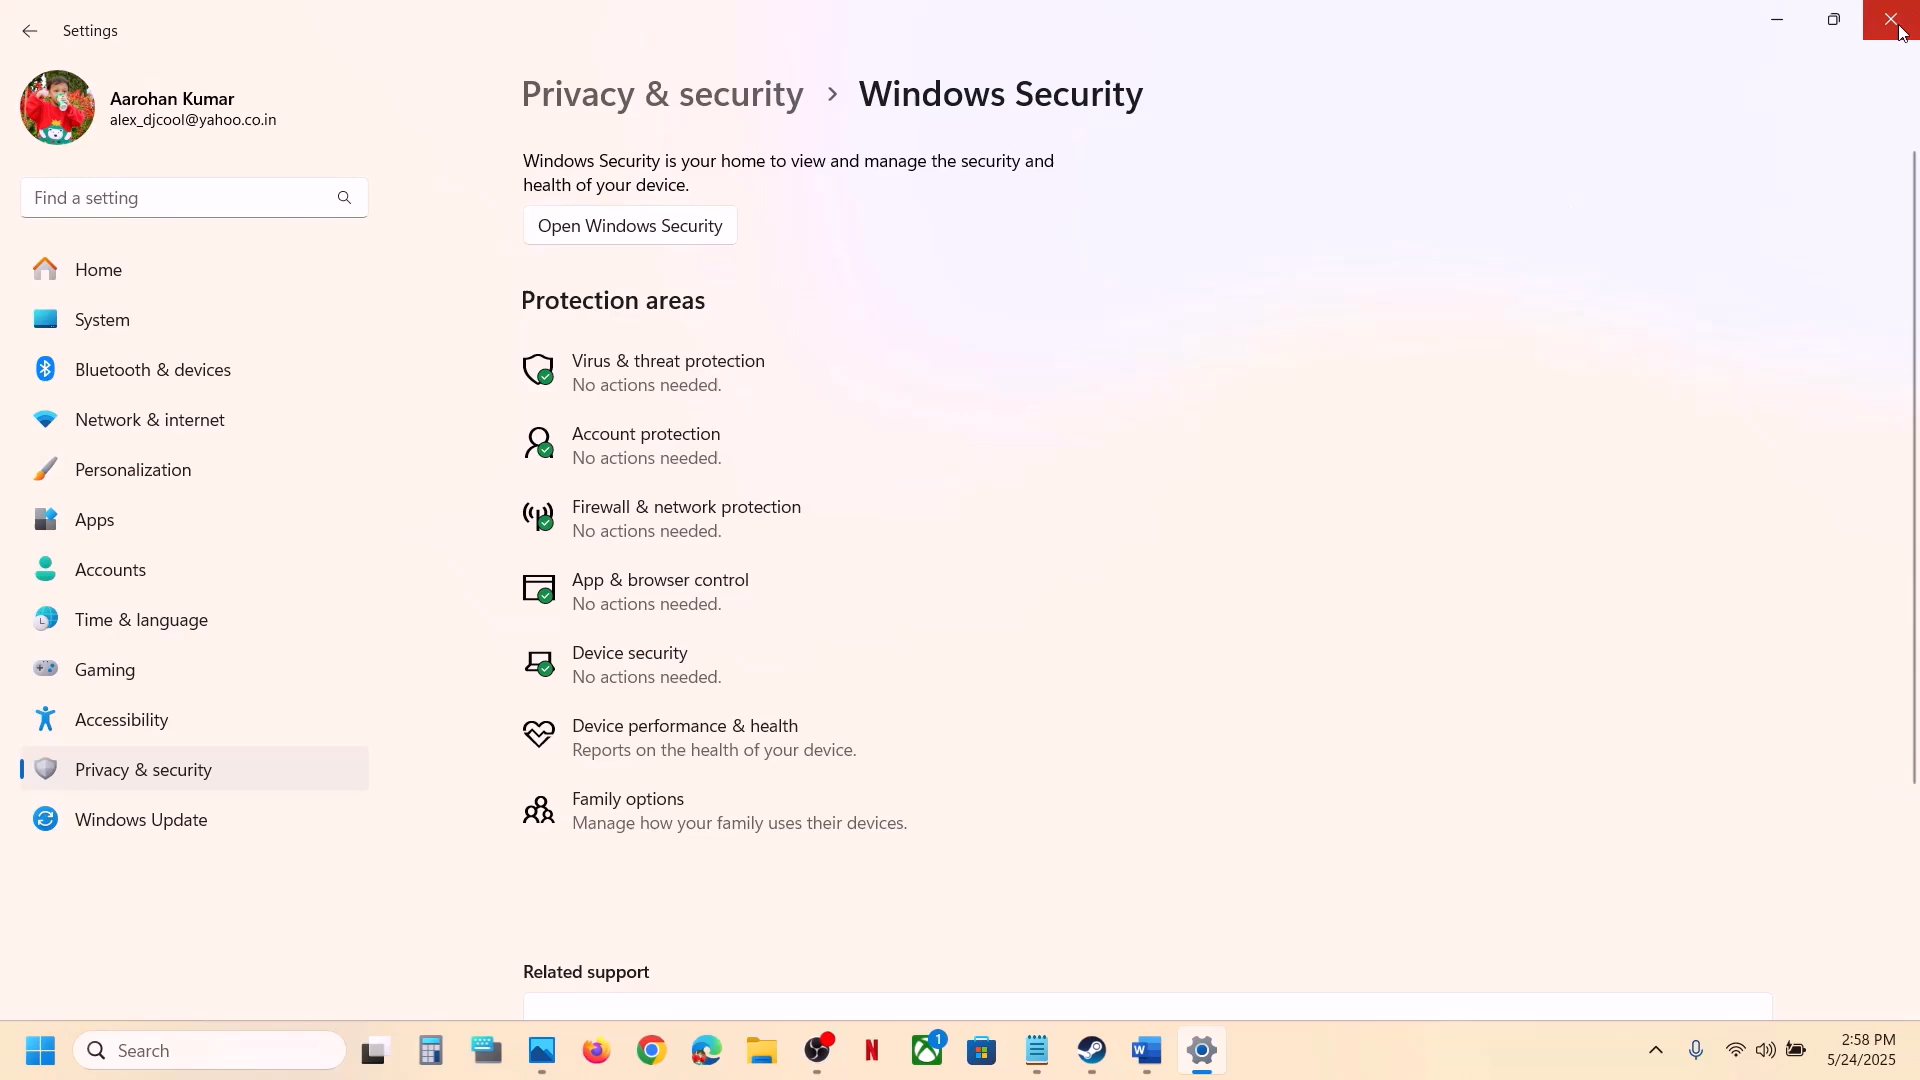 Settings
Aarohan Kumar
alex_djcool@yahoo.co.in
Find a setting
Home
System
Bluetooth & devices
Network & internet
Personalization
Apps
Accounts
Time & language
Gaming
Accessibility
Privacy & security
Windows Update
Privacy & security > Windows Security
Windows Security is your home to view and manage the security and
health of your device.
Open Windows Security
Protection areas
Virus & threat protection
No actions needed.
Account protection
No actions needed.
Firewall & network protection
No actions needed.
App & browser control
No actions needed.
Device security
No actions needed.
Device performance & health
Reports on the health of your device.
Family options
Manage how your family uses their devices.
Related support
Search
N
1
W
2:58 PM
5/24/2025